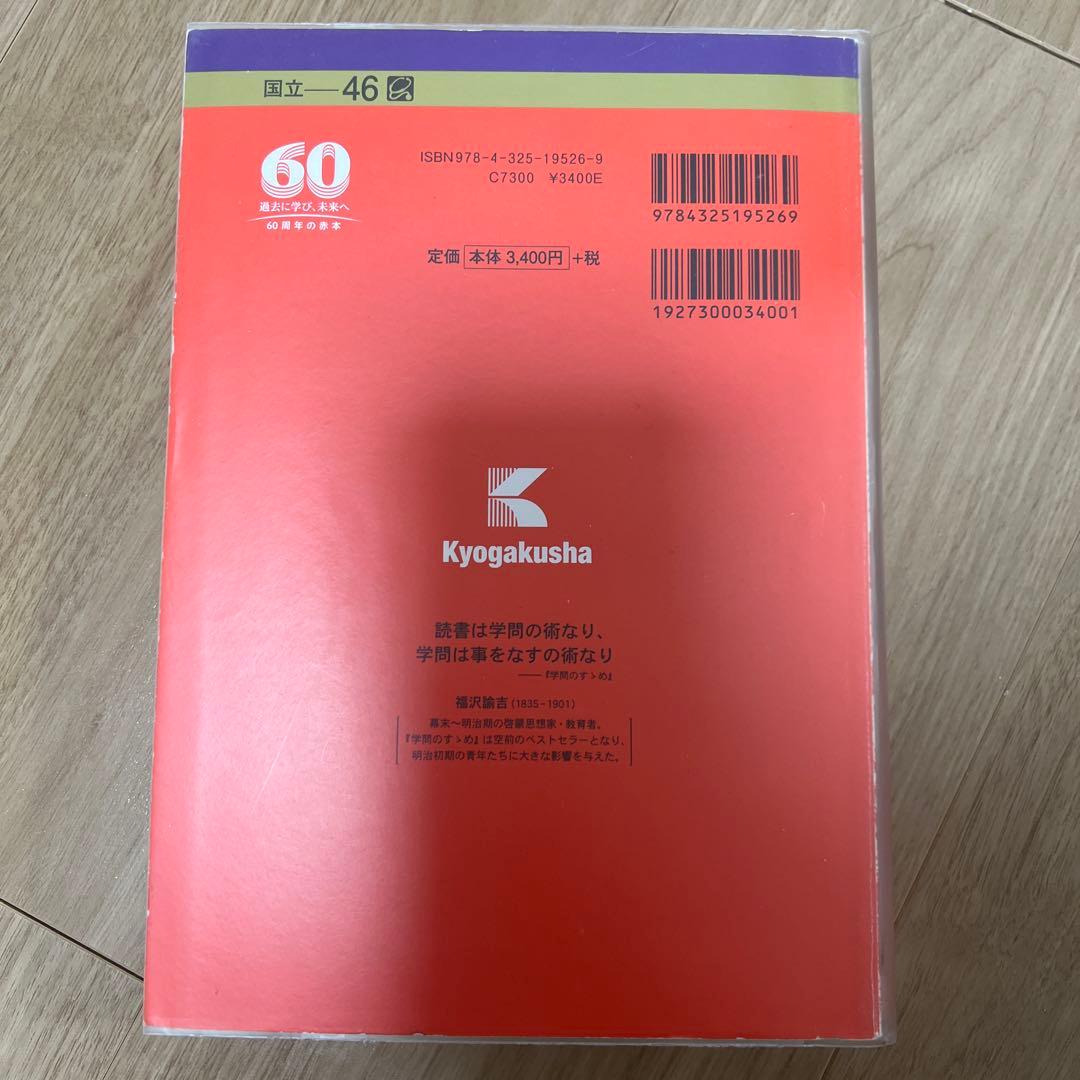 国立—46
60
過去に学び、未来へ
60周年の赤本
ISBN978-4-325-19526-9
C7300 ¥3400E
9784325195269
定価 本体 3,400円 +税
1927300034001
Kyogakusha
読書は学問の術なり、
学問は事をなすの術なり
——『学問のすゝめ』
福沢諭吉(1835-1901)
幕末〜明治期の啓蒙思想家・教育者。
『学問のすゝめ』は空前のベストセラーとなり、
明治初期の青年たちに大きな影響を与えた。